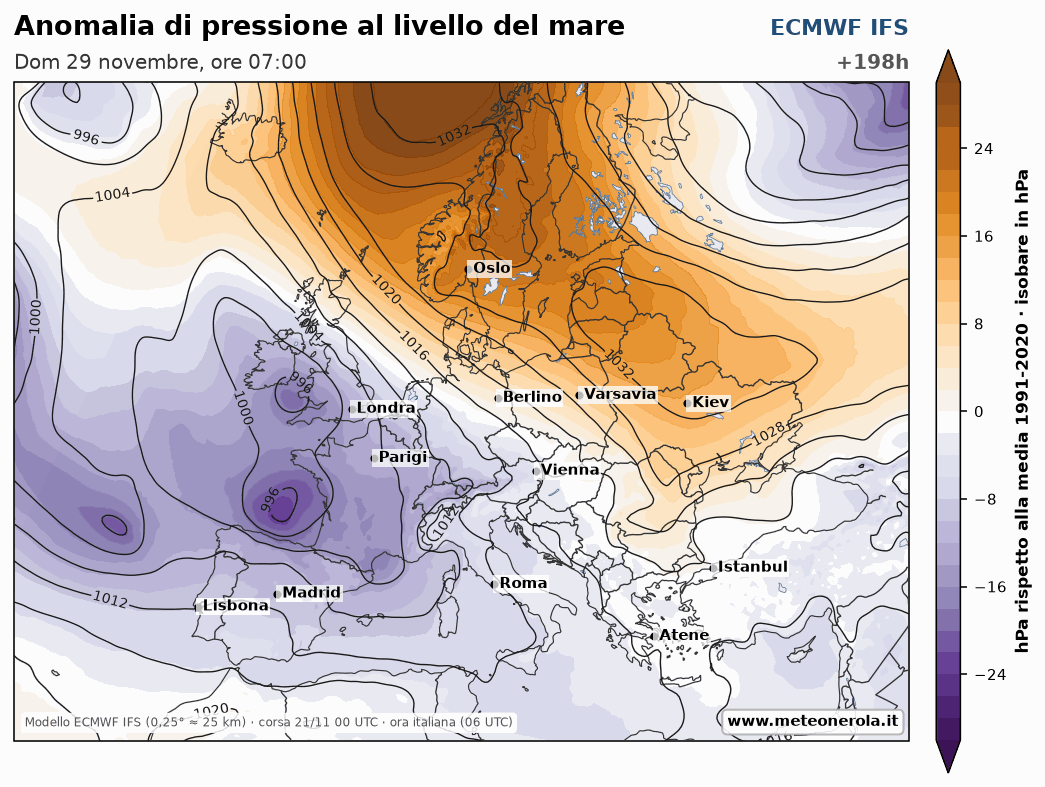 Anomalia di pressione al livello del mare
ECMWF IFS
Dom 29 novembre, ore 07:00
+198h
996
1032
1004
Oslo
1020
1000
1016
1032
996
Londra
Berlino
Varsavia
Kiev
1000
1028
Parigi
Vienna
996
1012
Istanbul
Roma
Madrid
1012
Lisbona
Atene
1020
Modello ECMWF IFS (0,25° ≈ 25 km) · corsa 21/11 00 UTC · ora italiana (06 UTC)
www.meteonerola.it
1016
24
16
8
0
−8
−16
−24
hPa rispetto alla media 1991-2020 · isobare in hPa